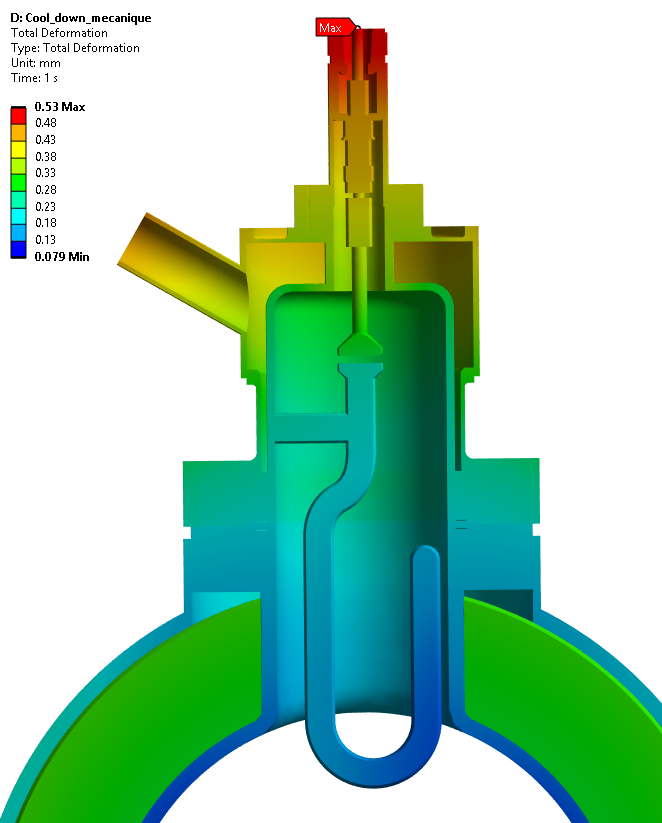 D: Cool_down_mecanique
Total Deformation
Type: Total Deformation
Unit: mm
Time: 1 s
Max
0.53 Max
0.48
0.43
0.38
0.33
0.28
0.23
0.18
0.13
0.079 Min